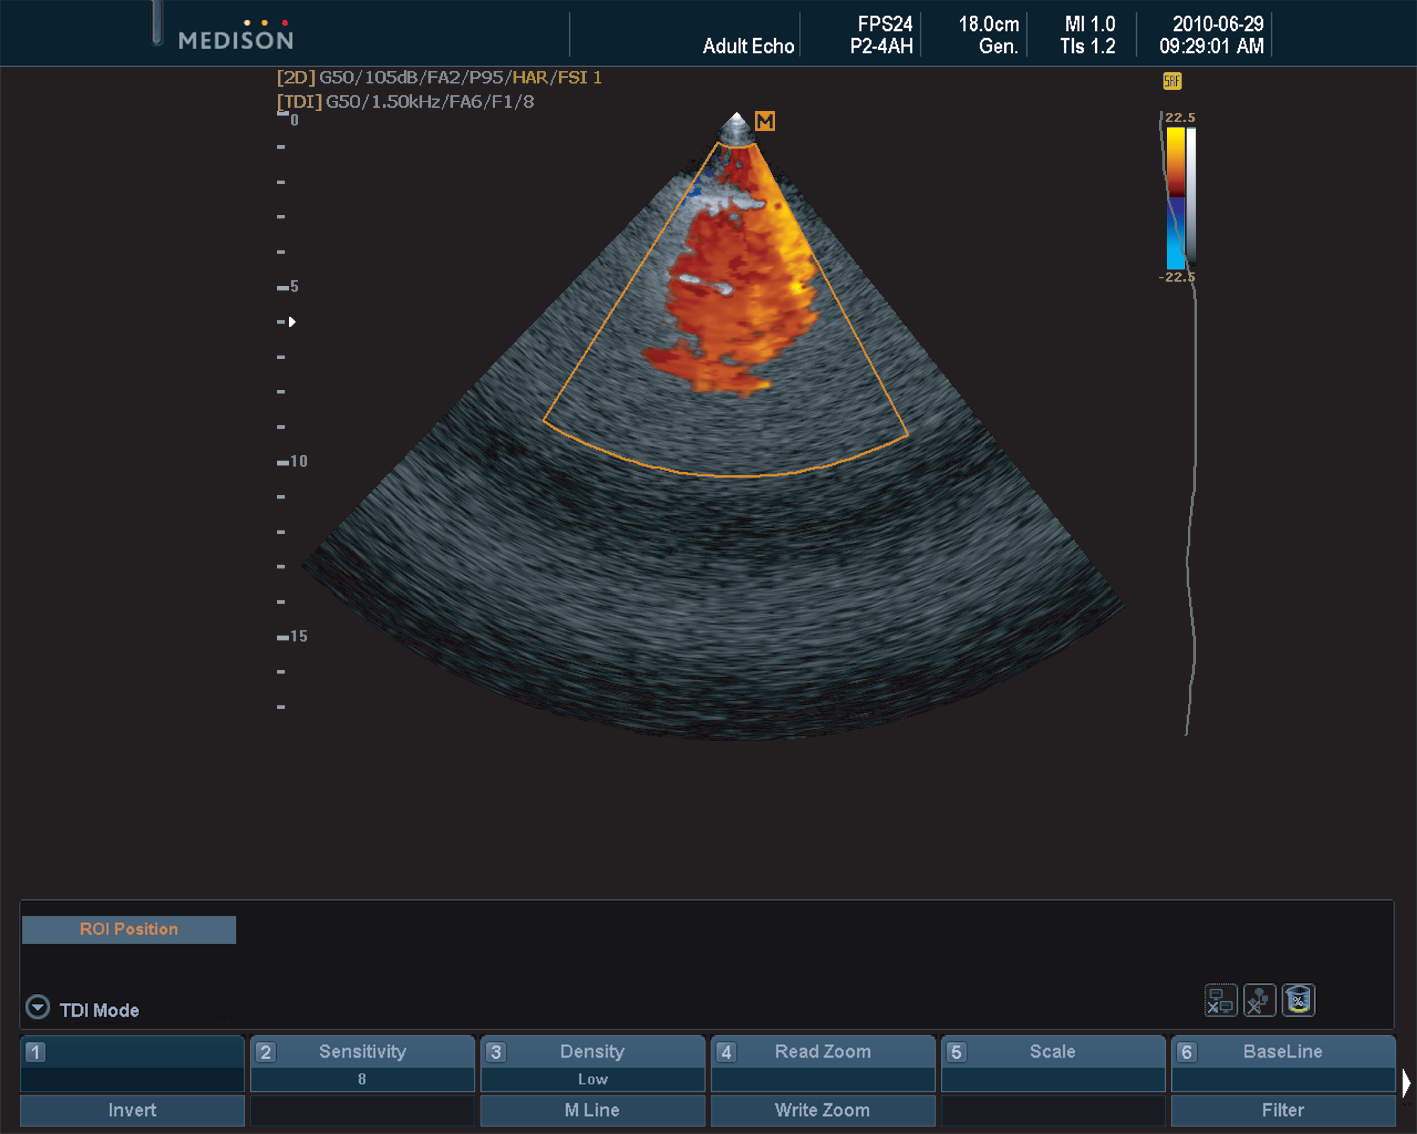 MEDISON
Adult Echo
FPS24
P2-4AH
18.0cm
Gen.
MI 1.0
TIs 1.2
2010-06-29
09:29:01 AM
[2D] G50/105dB/FA2/P95/HAR/FSI 1
[TDI] G50/1.50kHz/FA6/F1/8
M
SRF
22.5
-22.5
0
5
10
15
ROI Position
TDI Mode
1
2 Sensitivity
8
3 Density
Low
4 Read Zoom
5 Scale
6 BaseLine
Invert
M Line
Write Zoom
Filter